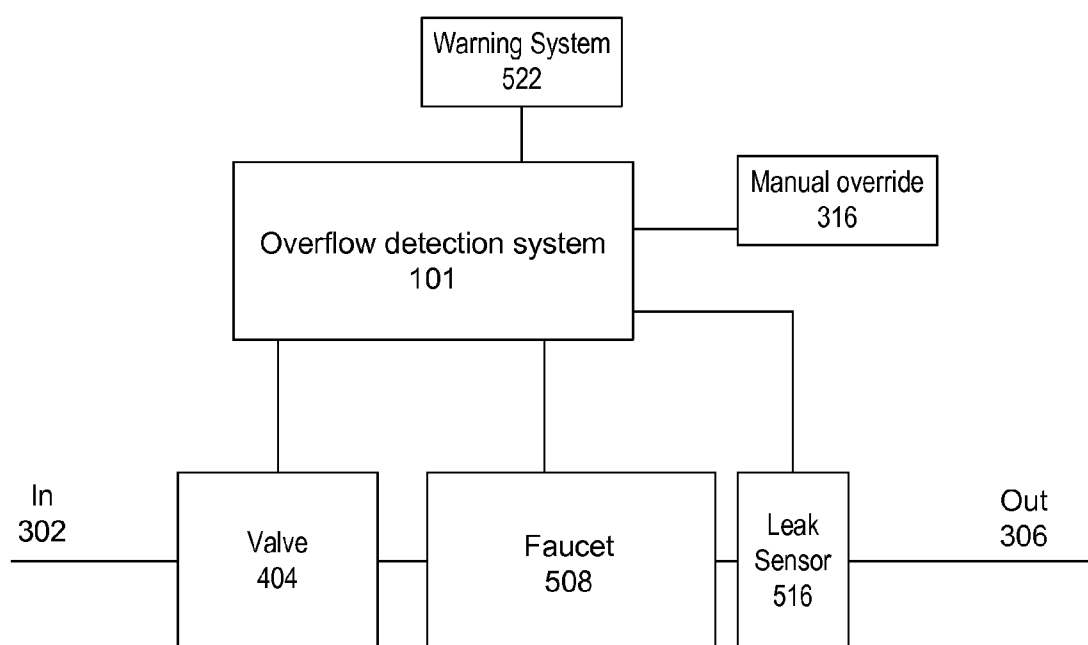 Warning System
522
Manual override
316
Overflow detection system
101
In
302
Valve
404
Faucet
508
Leak
Sensor
516
Out
306